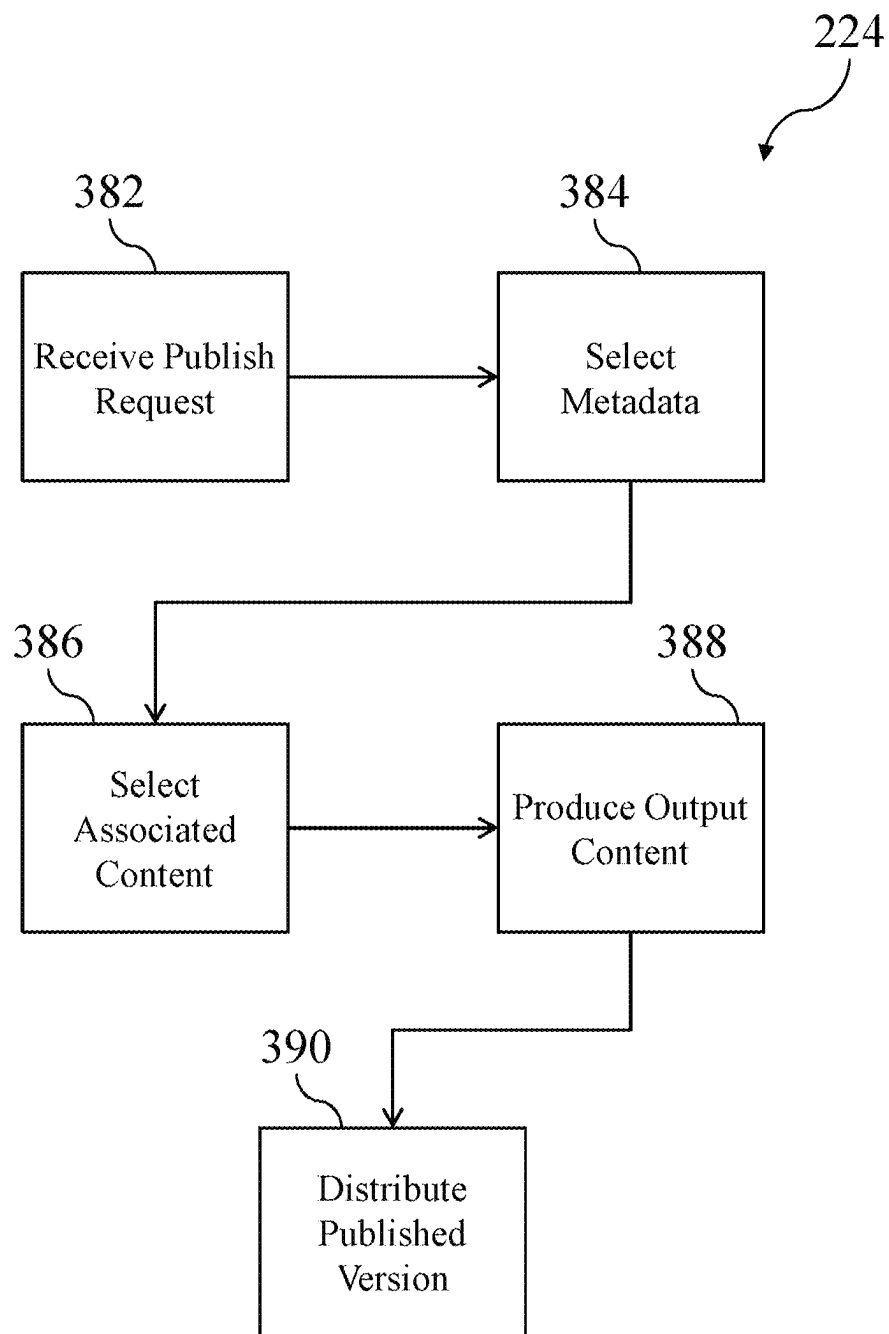 224
382
384
Receive Publish
Request
Select
Metadata
386
388
Select
Associated
Content
Produce Output
Content
390
Distribute
Published
Version